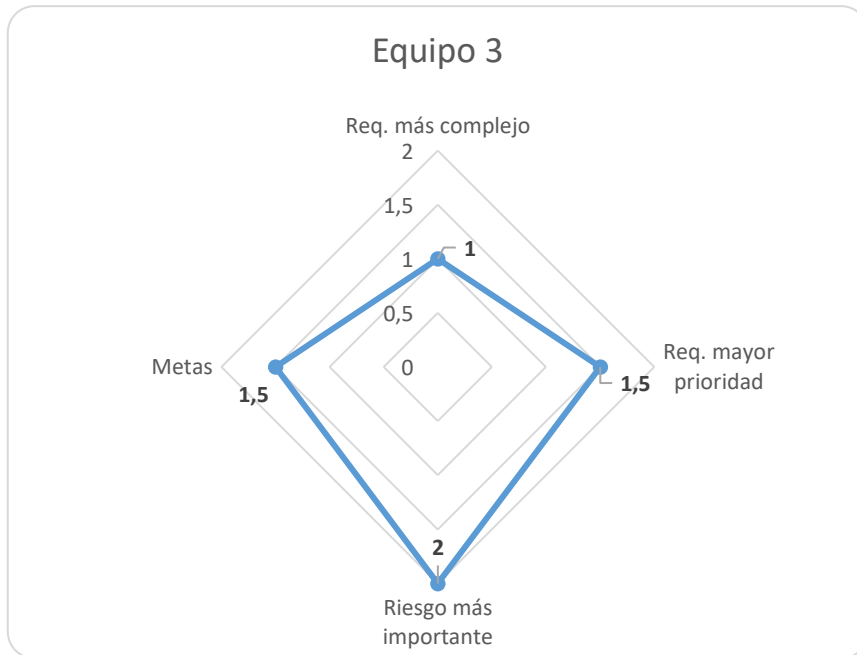 Equipo 3
Req. más complejo
2
1,5
1
1
0,5
0
Metas
1,5
Req. mayor
prioridad
1,5
2
Riesgo más
importante